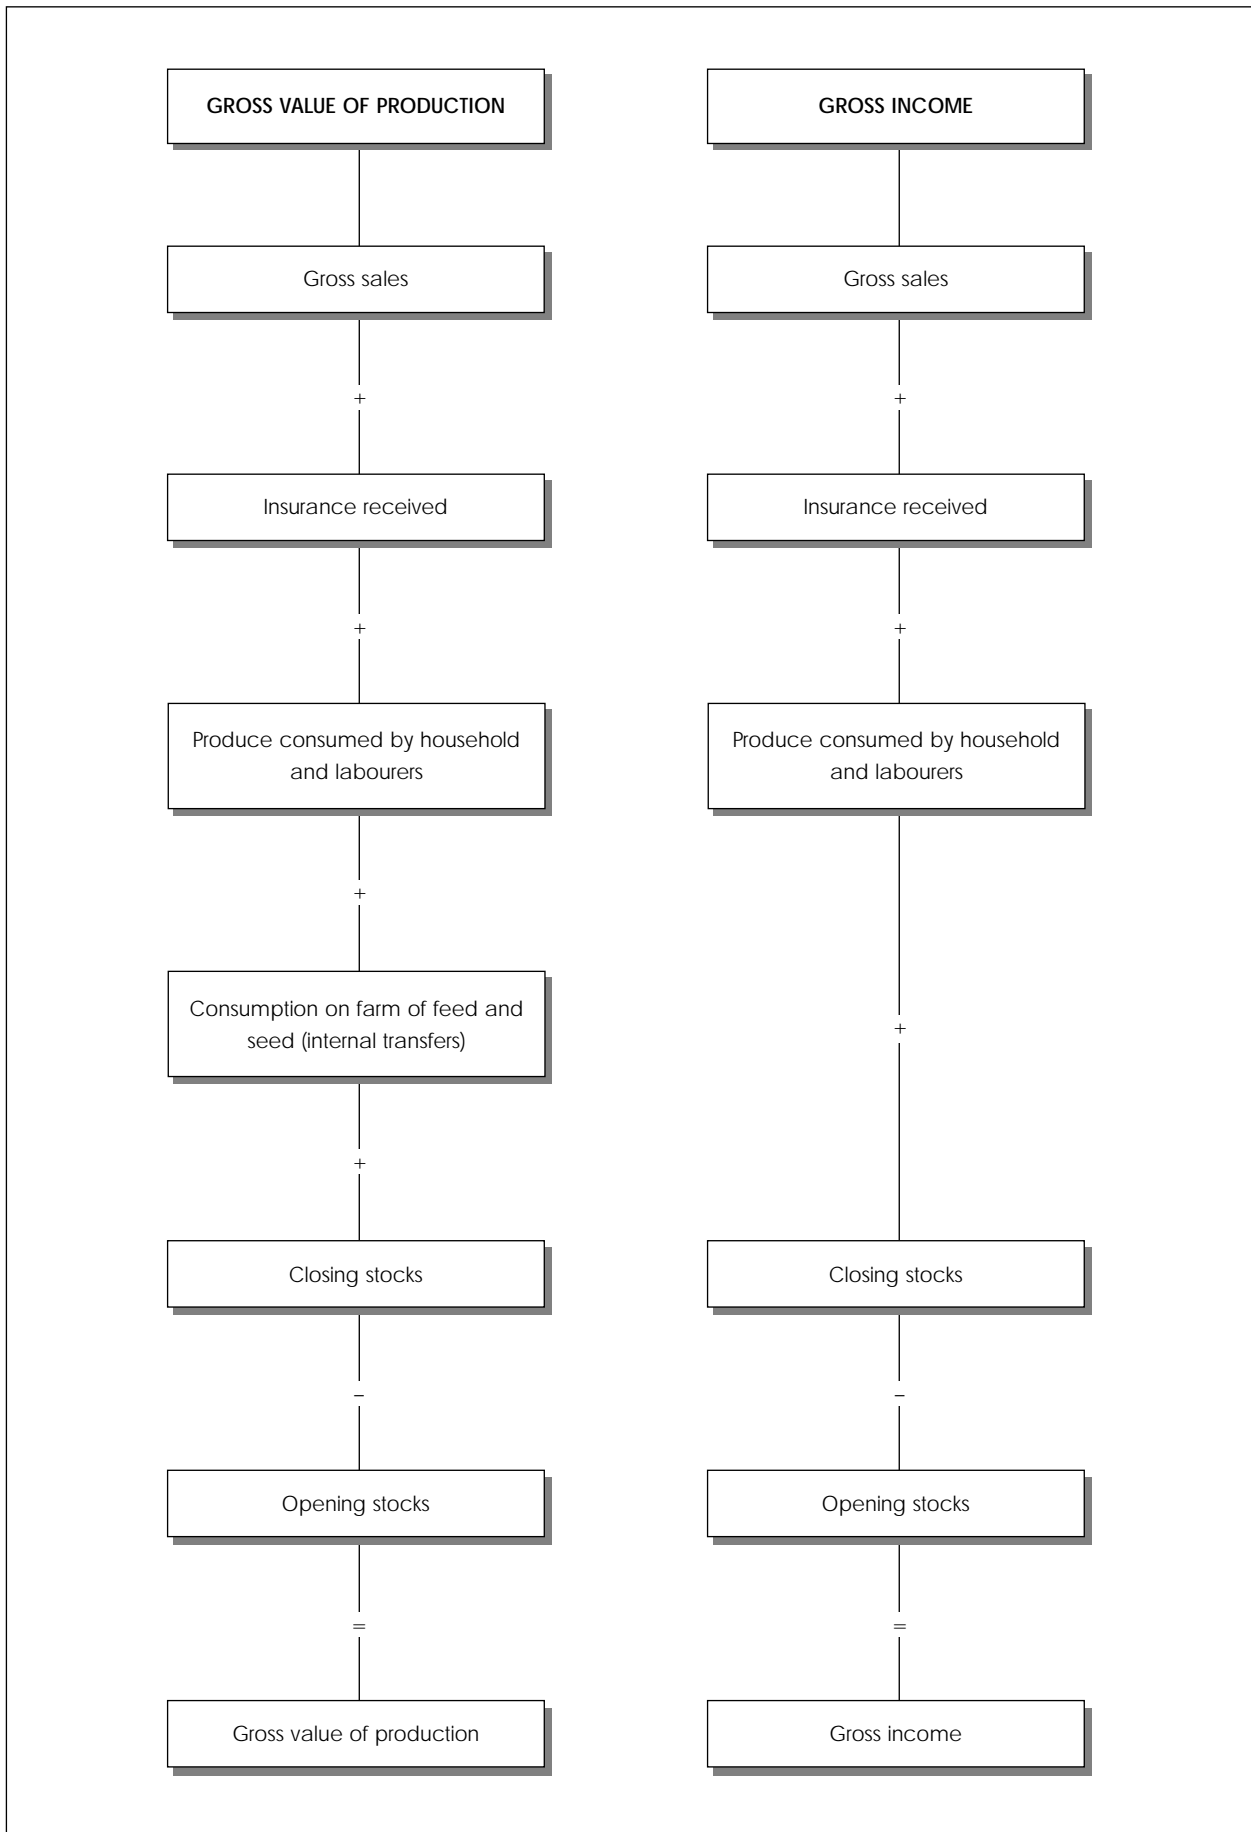 GROSS VALUE OF PRODUCTION
Gross sales
+
Insurance received
+
Produce consumed by household
and labourers
+
Consumption on farm of feed and
seed (internal transfers)
+
Closing stocks
–
Opening stocks
=
Gross value of production
GROSS INCOME
Gross sales
+
Insurance received
+
Produce consumed by household
and labourers
+
Closing stocks
–
Opening stocks
=
Gross income